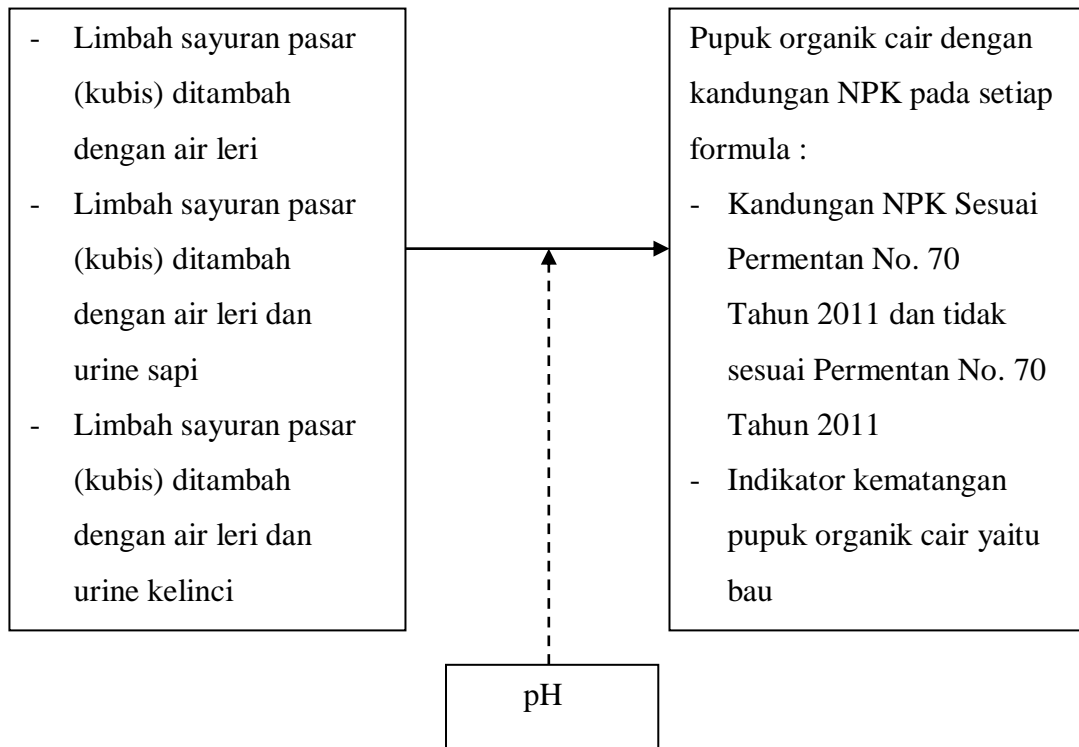 - Limbah sayuran pasar
(kubis) ditambah
dengan air leri
- Limbah sayuran pasar
(kubis) ditambah
dengan air leri dan
urine sapi
- Limbah sayuran pasar
(kubis) ditambah
dengan air leri dan
urine kelinci
Pupuk organik cair dengan
kandungan NPK pada setiap
formula :
- Kandungan NPK Sesuai
Permentan No. 70
Tahun 2011 dan tidak
sesuai Permentan No. 70
Tahun 2011
- Indikator kematangan
pupuk organik cair yaitu
bau
pH